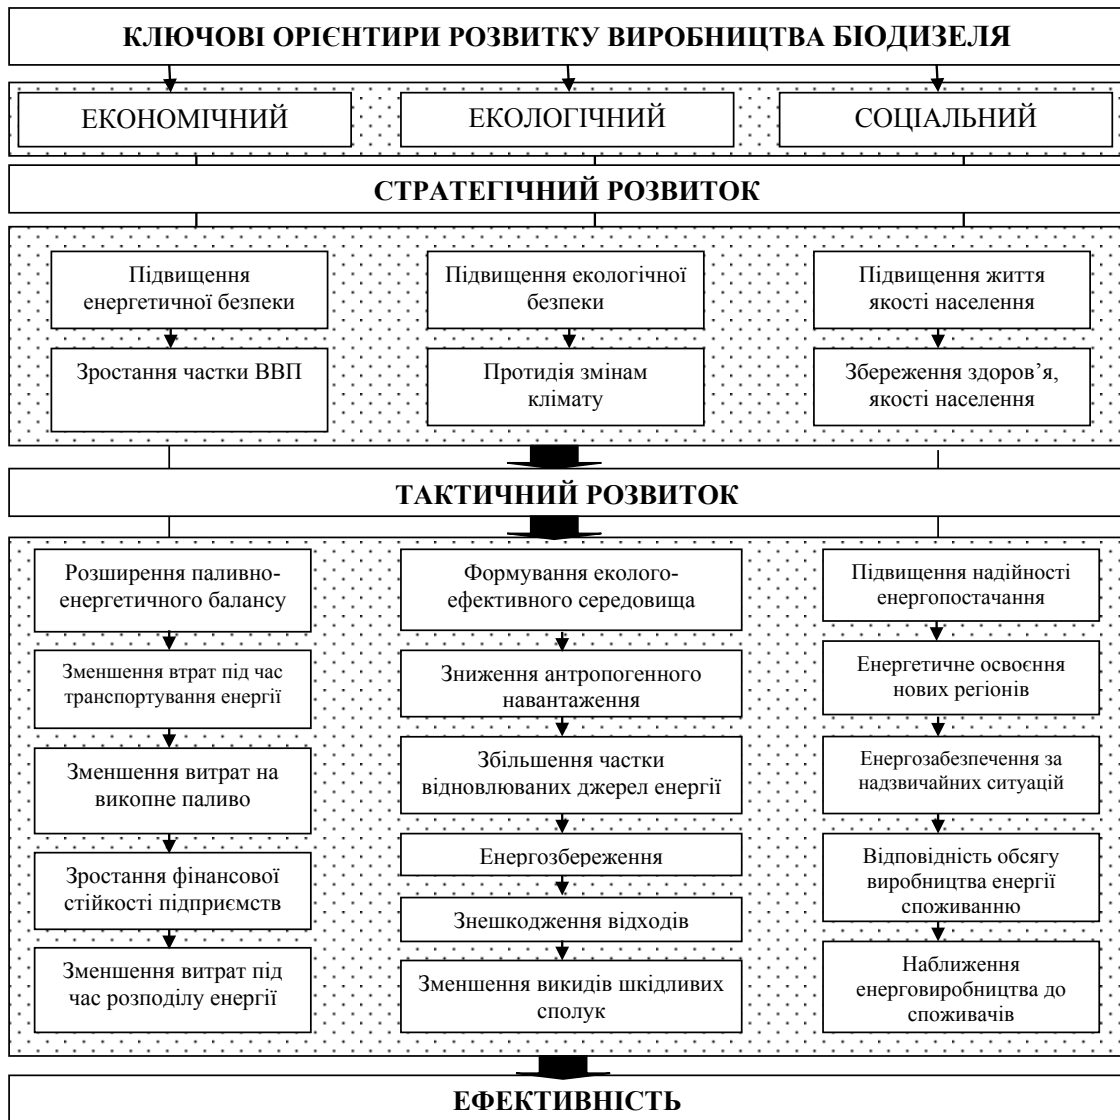 КЛЮЧОВІ ОРІЄНТИРИ РОЗВИТКУ ВИРОБНИЦТВА БІОДИЗЕЛЯ
ЕКОНОМІЧНИЙ
ЕКОЛОГІЧНИЙ
СОЦІАЛЬНИЙ
СТРАТЕГІЧНИЙ РОЗВИТОК
Підвищення
енергетичної безпеки
Підвищення екологічної
безпеки
Підвищення життя
якості населення
Зростання частки ВВП
Протидія змінам
клімату
Збереження здоров’я,
якості населення
ТАКТИЧНИЙ РОЗВИТОК
Розширення паливно-
енергетичного балансу
Зменшення втрат під час
транспортування енергії
Зменшення витрат на
викопне паливо
Зростання фінансової
стійкості підприємств
Зменшення витрат під
час розподілу енергії
Формування еколого-
ефективного середовища
Зниження антропогенного
навантаження
Збільшення частки
відновлюваних джерел енергії
Енергозбереження
Знешкодження відходів
Зменшення викидів шкідливих
сполук
Підвищення надійності
енергопостачання
Енергетичне освоєння
нових регіонів
Енергозабезпечення за
надзвичайних ситуацій
Відповідність обсягу
виробництва енергії
споживанню
Наближення
енерговиробництва до
споживачів
ЕФЕКТИВНІСТЬ